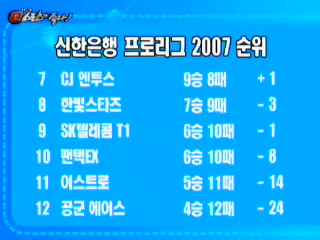 신한은행 프로리그 2007 순위
7 CJ 엔투스 9승 8패 + 1
8 한빛스타즈 7승 9패 - 3
9 SK텔레콤 T1 6승 10패 - 1
10 팬택EX 6승 10패 - 8
11 이스트로 5승 11패 - 14
12 공군 에이스 4승 12패 - 24